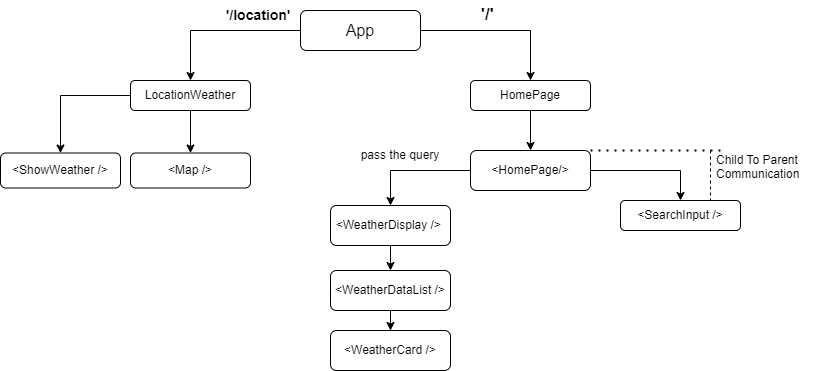 '/location'
App
'/'
LocationWeather
HomePage
<ShowWeather />
<Map />
pass the query
<HomePage/>
Child To Parent
Communication
<WeatherDisplay />
<SearchInput />
<WeatherDataList />
<WeatherCard />